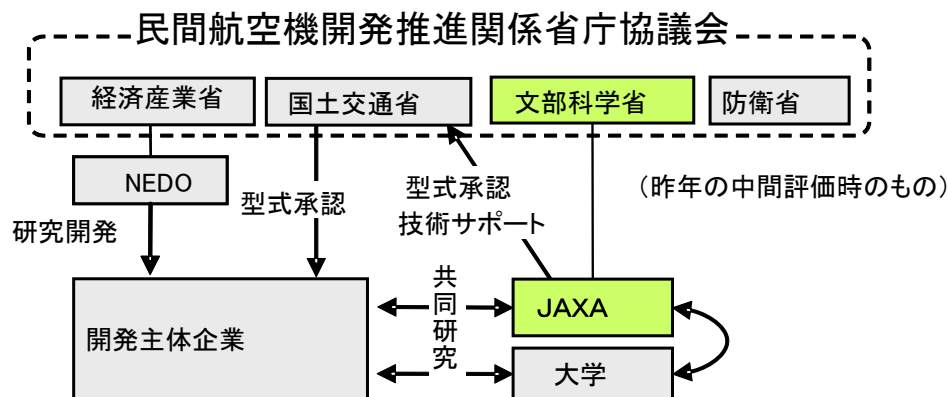 民間航空機開発推進関係省庁協議会
経済産業省
国土交通省
文部科学省
防衛省
NEDO
型式承認
型式承認
技術サポート
（昨年の中間評価時のもの）
研究開発
共同研究
開発主体企業
JAXA
大学